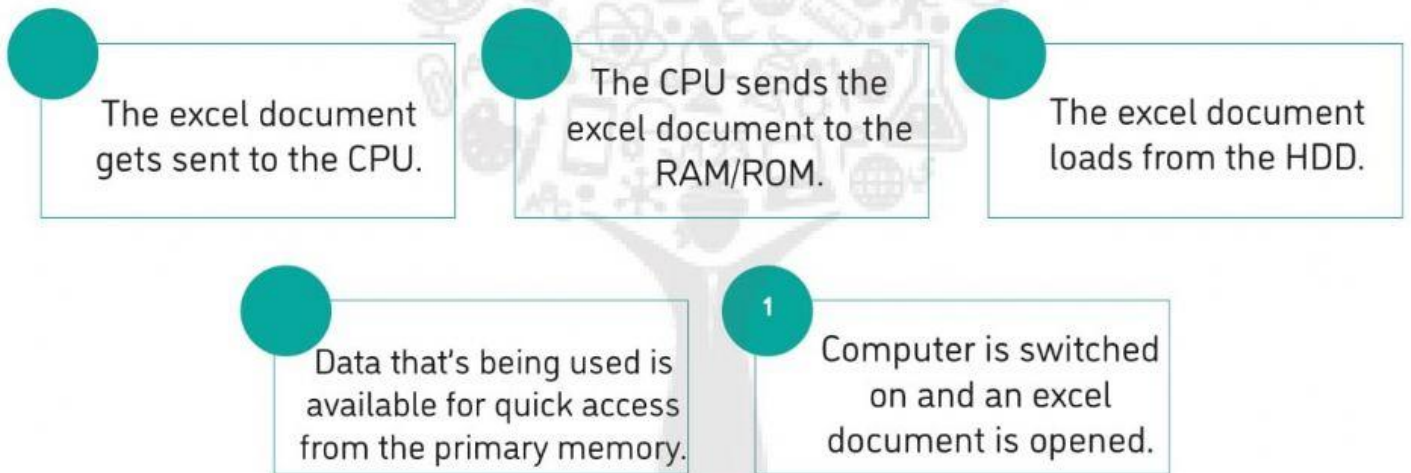 The excel document
gets sent to the CPU.
The CPU sends the
excel document to the
RAM/ROM.
The excel document
loads from the HDD.
Data that's being used is
available for quick access
from the primary memory.
1
Computer is switched
on and an excel
document is opened.